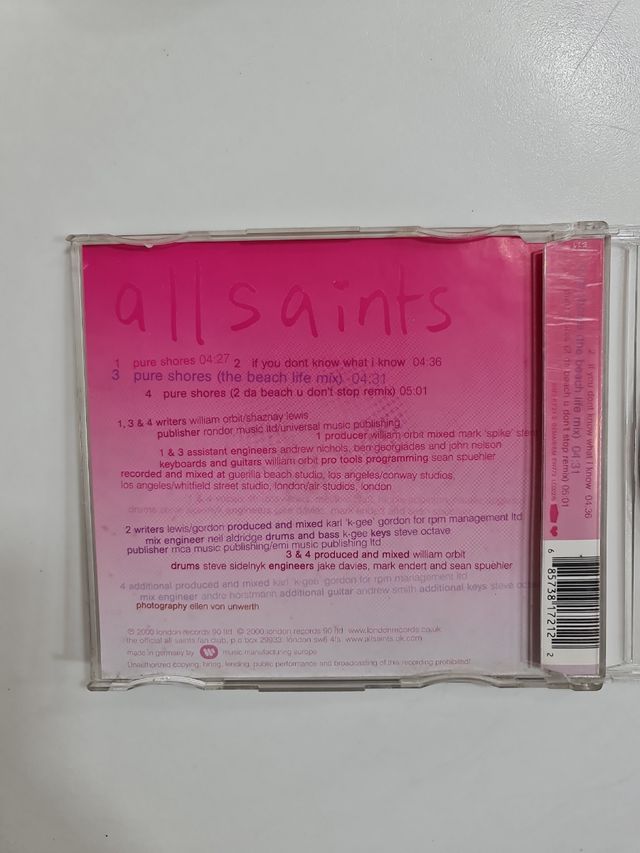 all saints
1 pure shores 04:27 2 if you dont know what i know 04:36
3 pure shores (the beach life mix) 04:31
4 pure shores (2 da beach u don't stop remix) 05:01
1, 3 & 4 writers william orbit/shaznay lewis
publisher rondor music ltd/universal music publishing
1 producer william orbit mixed mark 'spike'
1 & 3 assistant engineers andrew nichols, ben georgiades and john nelson
keyboards and guitars william orbit pro tools programming sean spuehler
recorded and mixed at guerilla beach studio, los angeles/conway studios,
los angeles/whitfield street studio, london/air studios, london
2 writers lewis/gordon produced and mixed karl 'k-gee' gordon for rpm management ltd
mix engineer neil aldridge drums and bass k-gee keys steve octave
publisher mca music publishing/emi music publishing ltd
3 & 4 produced and mixed william orbit
drums steve sidelnyk engineers jake davies, mark endert and sean spuehler
4 additional produced and mixed karl 'k-gee' gordon for rpm management ltd
mix engineer andre horstmann additional guitar andrew smith additional keys steve
photography ellen von unwerth
℗ 2000 london records 90 ltd © 2000 london records 90 ltd www.londonrecords.co.uk
the official all saints fan club, p.o box 29933, london sw6 4fs. www.allsaints.uk.com
made in germany by music manufacturing europe
Unauthorized copying, hiring, lending, public performance and broadcasting of this recording prohibited!
2 if you dont know what i know 04:36
(the beach life mix) 04:31
(2 da beach u don't stop remix) 05:01
6 85738 17212 2